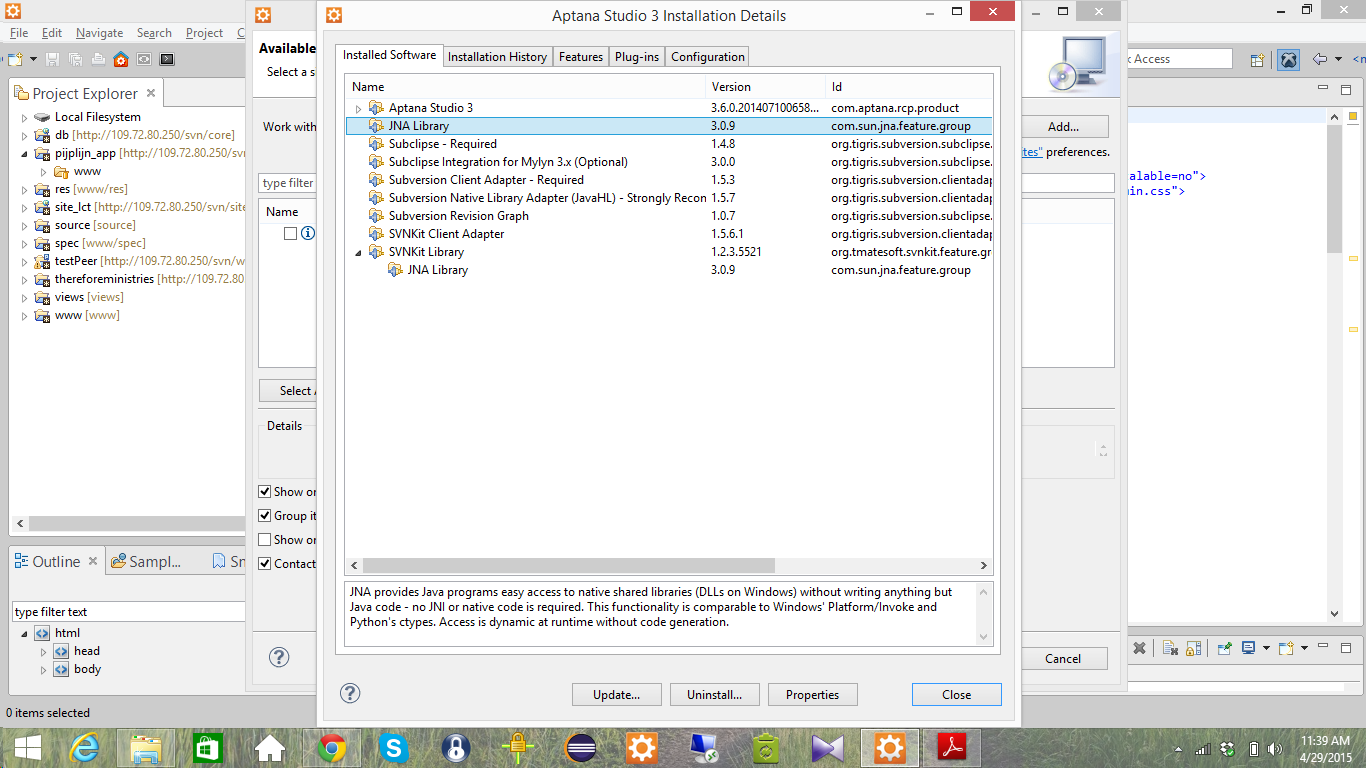 Aptana Studio 3 Installation Details
File Edit Navigate Search Project C
Access
Project Explorer
Local Filesystem
db [http://109.72.80.250/svn/core]
pijplijn_app [http://109.72.80.250/svn/
www
res [www/res]
site_lct [http://109.72.80.250/svn/site
source [source]
spec [www/spec]
testPeer [http://109.72.80.250/svn/w
thereforeministries [http://109.72.80
views [views]
www [www]
Outline Sampl... Sn
type filter text
html
head
body
0 items selected
Available
Select a s
Work with
Add...
ites" preferences.
type filter
Name
Select A
Details
Show on
Group it
Show on
Contact
Cancel
Installed Software Installation History Features Plug-ins Configuration
Name Version Id
Aptana Studio 3 3.6.0.201407100658... com.aptana.rcp.product
JNA Library 3.0.9 com.sun.jna.feature.group
Subclipse - Required 1.4.8 org.tigris.subversion.subclipse.
Subclipse Integration for Mylyn 3.x (Optional) 3.0.0 org.tigris.subversion.subclipse.
Subversion Client Adapter - Required 1.5.3 org.tigris.subversion.clientadap
Subversion Native Library Adapter (JavaHL) - Strongly Recon 1.5.7 org.tigris.subversion.clientadap
Subversion Revision Graph 1.0.7 org.tigris.subversion.subclipse.
SVNKit Client Adapter 1.5.6.1 org.tigris.subversion.clientadap
SVNKit Library 1.2.3.5521 org.tmatesoft.svnkit.feature.gr
JNA Library 3.0.9 com.sun.jna.feature.group
JNA provides Java programs easy access to native shared libraries (DLLs on Windows) without writing anything but
Java code - no JNI or native code is required. This functionality is comparable to Windows' Platform/Invoke and
Python's ctypes. Access is dynamic at runtime without code generation.
Update... Uninstall... Properties Close
alable=no">
in.css">
11:39 AM
4/29/2015